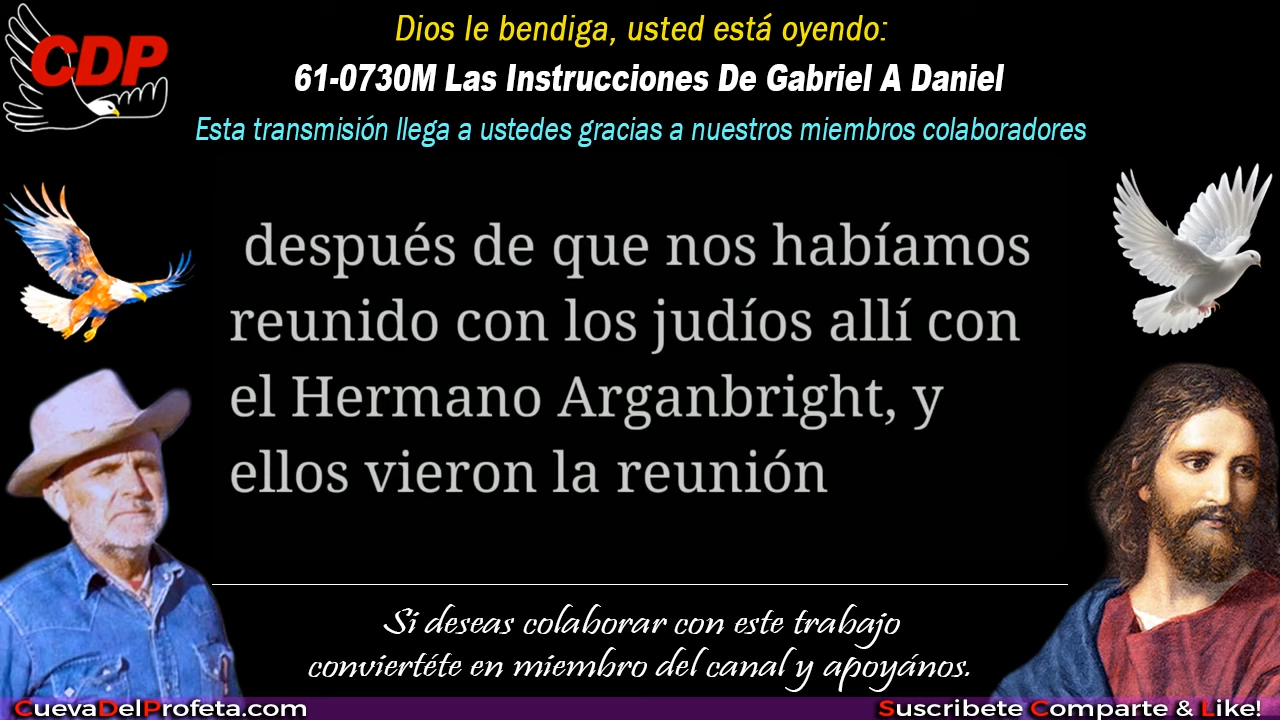 CDP
Dios le bendiga, usted está oyendo:
61-0730M Las Instrucciones De Gabriel A Daniel
Esta transmisión llega a ustedes gracias a nuestros miembros colaboradores
después de que nos habíamos
reunido con los judíos allí con
el Hermano Arganbright, y
ellos vieron la reunión
Si deseas colaborar con este trabajo
conviertéte en miembro del canal y apoyános.
CuevaDelProfeta.com
Suscribete Comparte & Like!